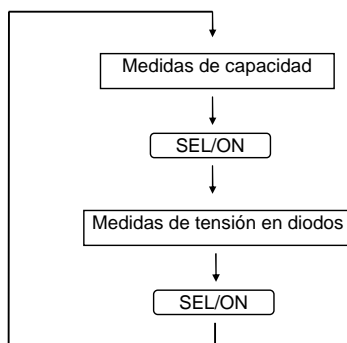 Medidas de capacidad
SEL/ON
Medidas de tensión en diodos
SEL/ON